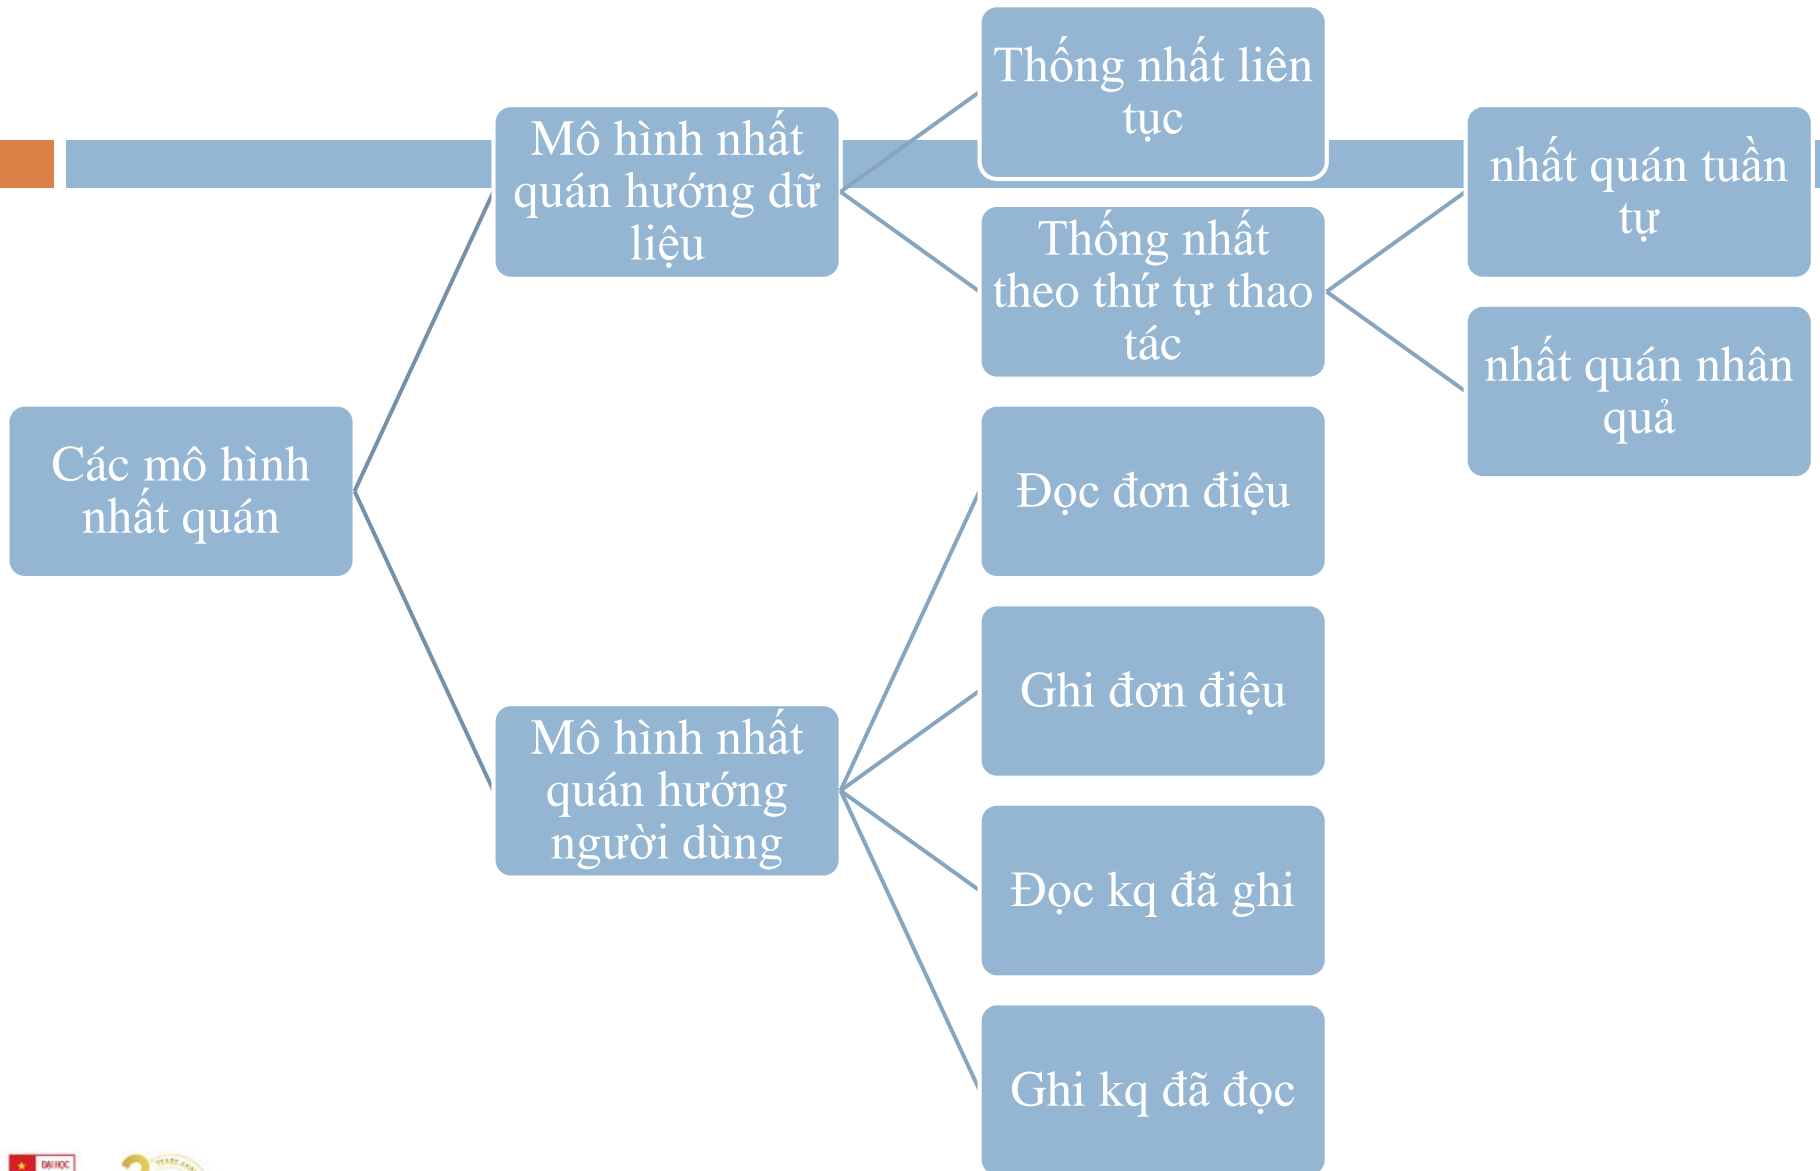 Các mô hình
nhất quán
Mô hình nhất
quán hướng dữ
liệu
Thống nhất liên
tục
Thống nhất
theo thứ tự thao
tác
nhất quán tuần
tự
nhất quán nhân
quả
Mô hình nhất
quán hướng
người dùng
Đọc đơn điệu
Ghi đơn điệu
Đọc kq đã ghi
Ghi kq đã đọc
ĐẠI HỌC